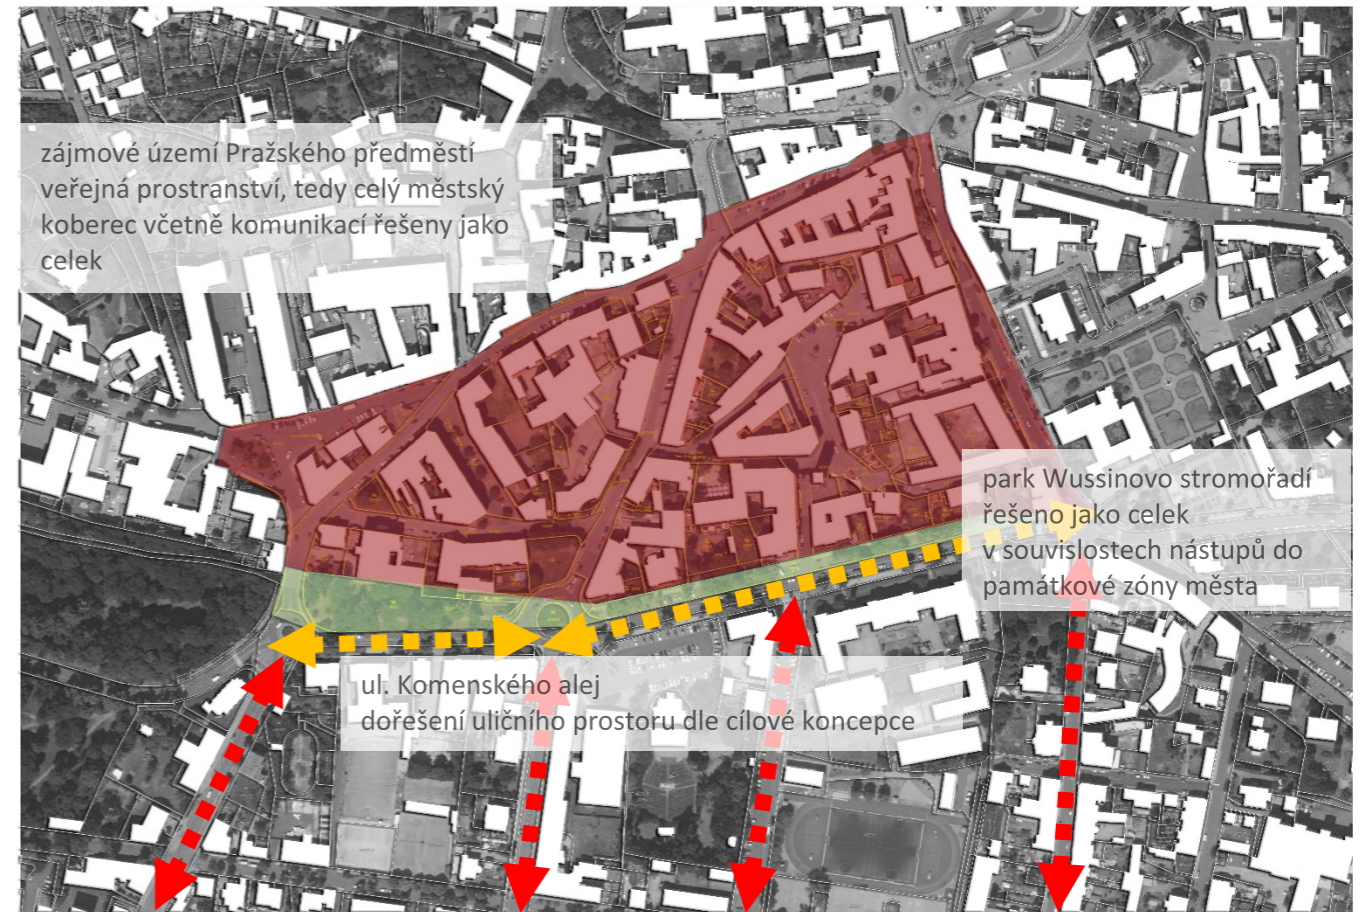 zájmové území Pražského předměstí
veřejná prostranství, tedy celý městský
koberec včetně komunikací řešeny jako
celek
park Wussinovo stromořadí
řešeno jako celek
v souvislostech nástupů do
památkové zóny města
ul. Komenského alej
dořešení uličního prostoru dle cílové koncepce